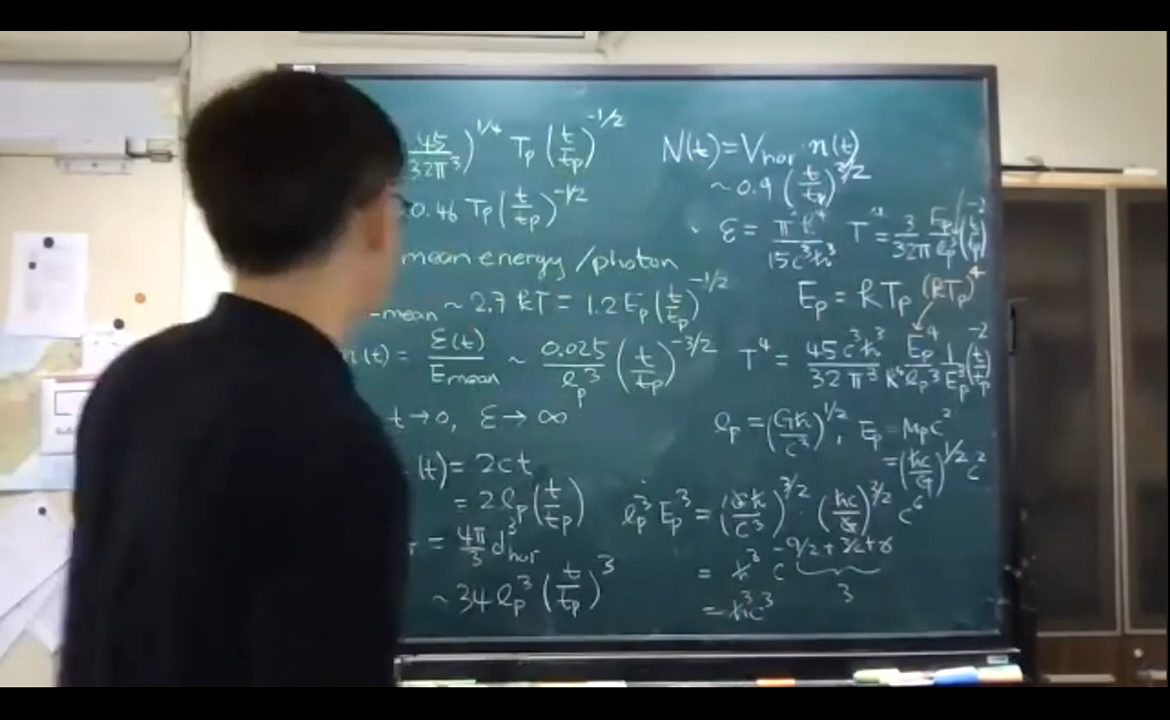 (45/32π³)^1/4 Tp (t/tp)^-1/2
0.46 Tp (t/tp)^-1/2
mean energy/photon
-mean ~ 2.7 kT = 1.2 Ep (t/tp)^-1/2
n(t) = ε(t)/Emean ~ 0.025/ℓp³ (t/tp)^-3/2
t→0, ε→∞
(t) = 2ct
= 2ℓp (t/tp)
= 4π/3 d³hor
~ 34 ℓp³ (t/tp)³
N(t) = Vhor · n(t)
~ 0.9 (t/tp)^3/2
ε = π²k⁴/15c³ħ³ T⁴ = 3/32π Ep/ℓp³ (t/tp)^-2
Ep = kTp (kTp)⁴
T⁴ = 45c³ħ³/32π³k⁴ Ep⁴/ℓp³ 1/Ep³ (t/tp)^-2
ℓp = (Għ/c³)^1/2, Ep = Mpc²
= (ħc/G)^1/2 c²
ℓp³Ep³ = (Għ/c³)^3/2 · (ħc/G)^3/2 c⁶
= ħ³ c^-9/2+3/2+6
3
= ħ³c³